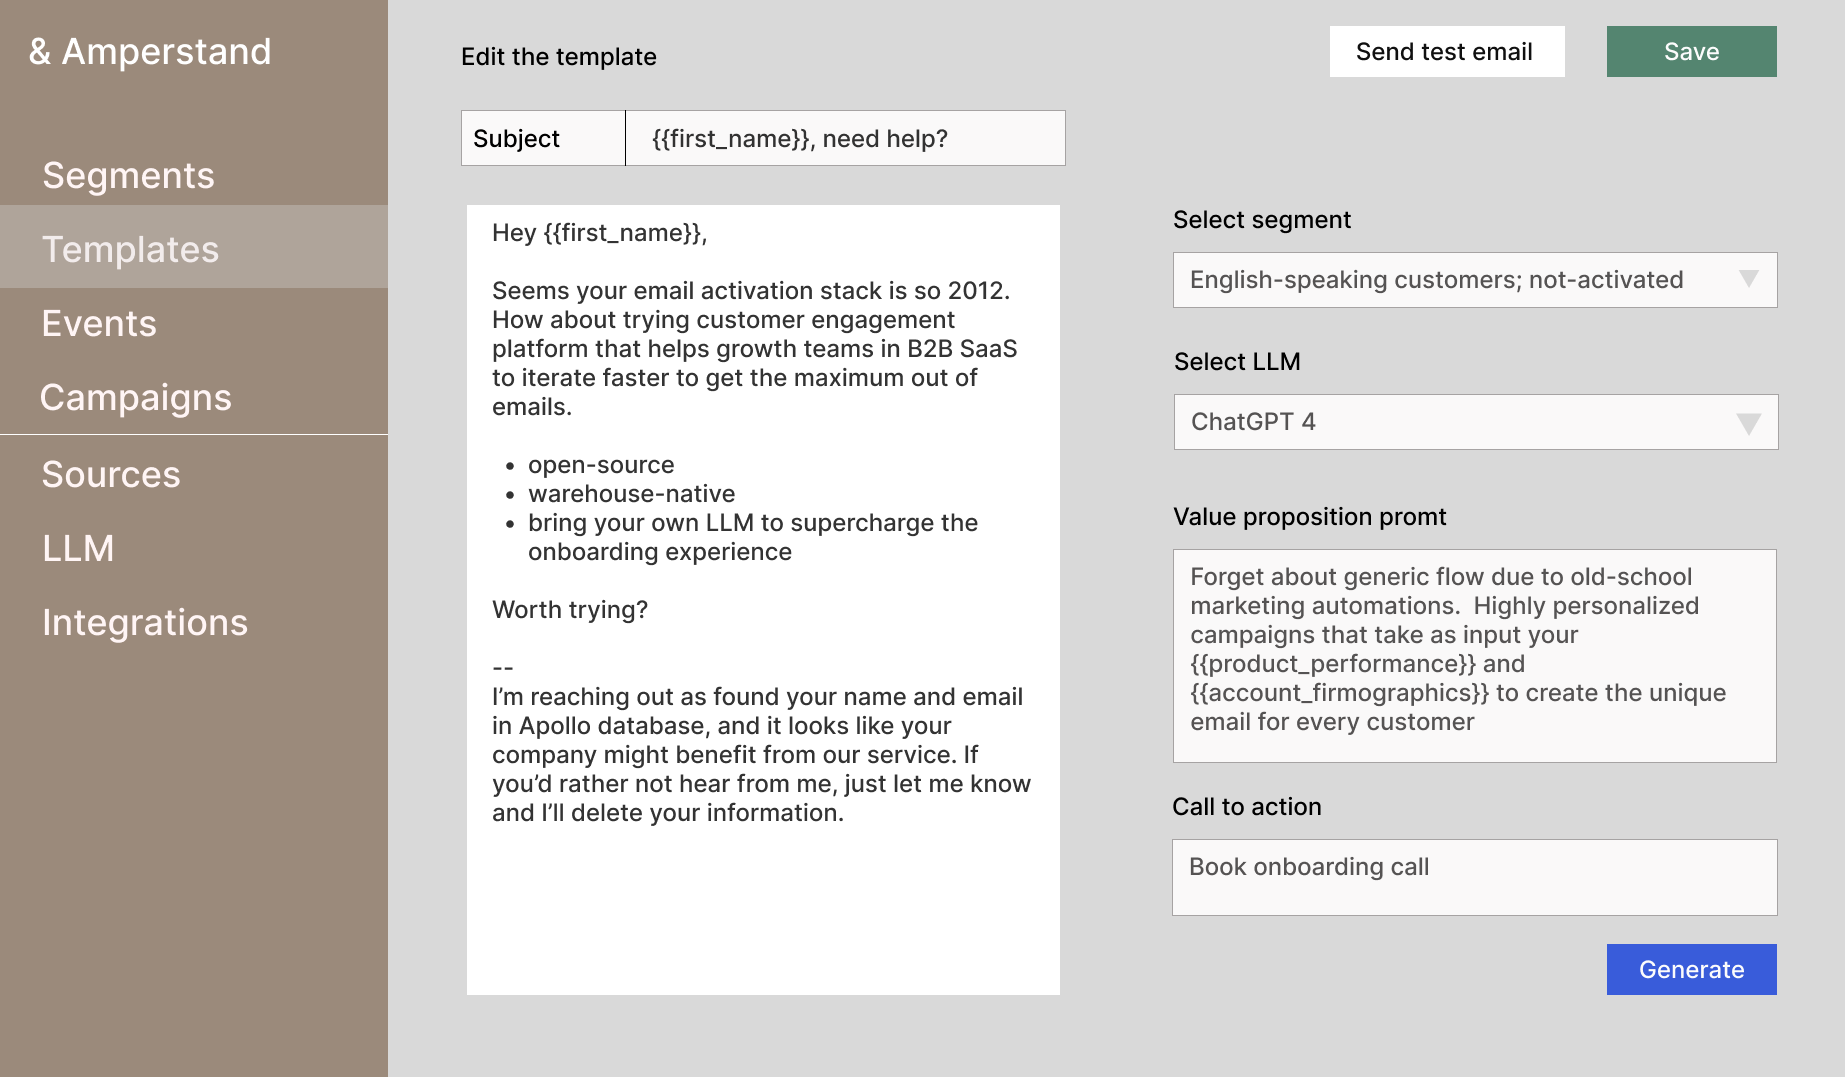 & Amperstand
Segments
Templates
Events
Campaigns
Sources
LLM
Integrations
Edit the template
Send test email
Save
Subject
{{first_name}}, need help?
Hey {{first_name}},
Seems your email activation stack is so 2012.
How about trying customer engagement
platform that helps growth teams in B2B SaaS
to iterate faster to get the maximum out of
emails.
• open-source
• warehouse-native
• bring your own LLM to supercharge the
onboarding experience
Worth trying?
--
I’m reaching out as found your name and email
in Apollo database, and it looks like your
company might benefit from our service. If
you’d rather not hear from me, just let me know
and I’ll delete your information.
Select segment
English-speaking customers; not-activated
Select LLM
ChatGPT 4
Value proposition promt
Forget about generic flow due to old-school
marketing automations.  Highly personalized
campaigns that take as input your
{{product_performance}} and
{{account_firmographics}} to create the unique
email for every customer
Call to action
Book onboarding call
Generate